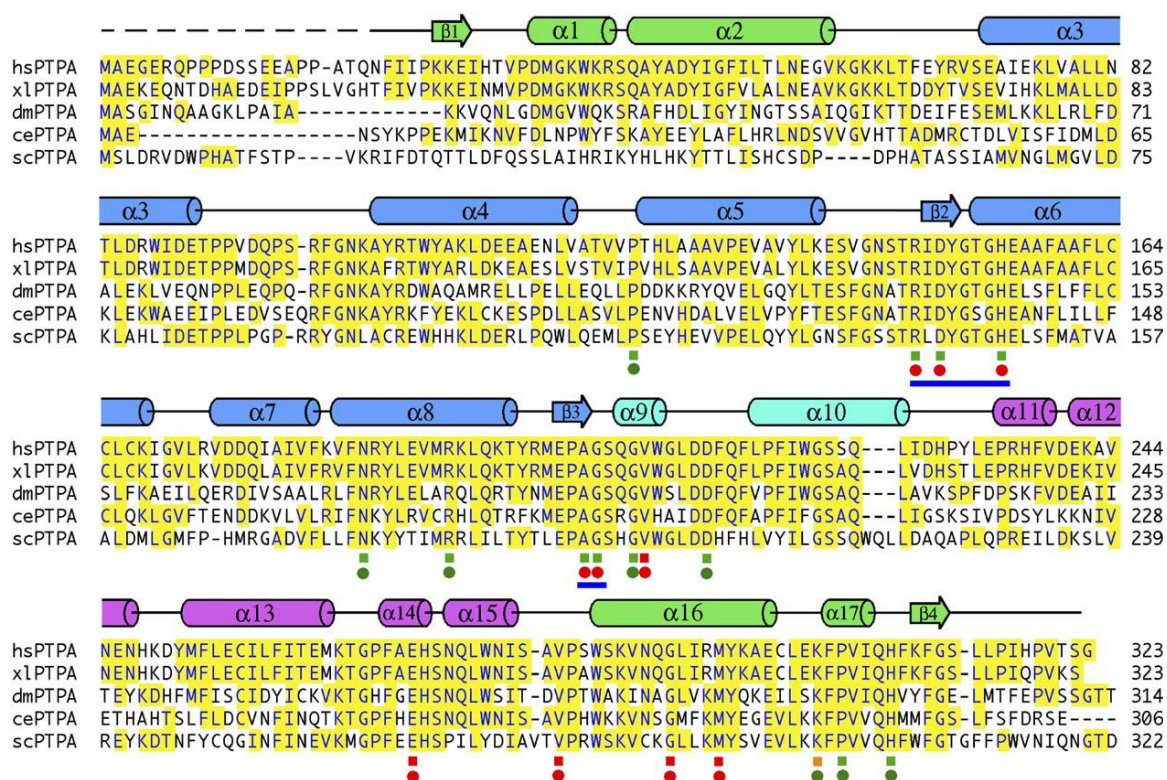 β1 α1 α2 α3
hsPTPA MAEGERQPPPDSSEEAPP-ATQNFIIPKKEIHTVPDMGKWKRSQAYADYIGFILTLNEGVKGKKLTFEYRVSEAIEKLVALLN 82
xlPTPA MAEKEQNTDHAEDEIPPSLVGHTFIVPKKEINMVPDMGKWKRSQAYADYIGFVLALNEAVKGKKLTDDYTVSEVIHKLMALLD 83
dmPTPA MASGINQAAGKLPAIA-----------KKVQNLGDMGVWQKSRAFHDLIGYINGTSSAIQGIKTTDEIFESEMLKKLLRLFD 71
cePTPA MAE------------------NSYKPPEKMIKNVFDLNPWYFSKAYEEYLAFLHRLNDSVVGVHTTADMRCTDLVISFIDMLD 65
scPTPA MSLDRVDWPHATFSTP----VKRIFDTQTTLDFQSSLAIHRIKYHLHKYTTLISHCSDP----DPHATASSIAMVNGLMGVLD 75
α3 α4 α5 β2 α6
hsPTPA TLDRWIDETPPVDQPS-RFGNKAYRTWYAKLDEEAENLVATVVPTHLAAAVPEVAVYLKESVGNSTRIDYGTGHEAAFAAFLC 164
xlPTPA TLDRWIDETPPMDQPS-RFGNKAFRTWYARLDKEAESLVSTVIPVHLSAAVPEVALYLKESVGNSTRIDYGTGHEAAFAAFLC 165
dmPTPA ALEKLVEQNPPLEQPQ-RFGNKAYRDWAQAMRELLPELLEQLLPDDKKRYQVELGQYLTESFGNATRIDYGTGHELSFLFFLC 153
cePTPA KLEKWAEEIPLEDVSEQRFGNKAYRKFYEKLCKESPDLLASVLPENVHDALVELVPYFTESFGNATRIDYGSGHEANFLILLF 148
scPTPA KLAHLIDETPPLPGP-RRYGNLACREWHHKLDERLPQWLQEMLPSEYHEVVPELQYYLGNSFGSSTRLDYGTGHELSFMATVA 157
α7 α8 β3 α9 α10 α11 α12
hsPTPA CLCKIGVLRVDDQIAIVFKVFNRYLEVMRKLQKTYRMEPAGSQGVWGLDDFQFLPFIWGSSQ---LIDHPYLEPRHFVDEKAV 244
xlPTPA CLCKIGVLKVDDQLAIVFRVFNRYLEVMRKLQKTYRMEPAGSQGVWGLDDFQFLPFIWGSAQ---LVDHSTLEPRHFVDEKIV 245
dmPTPA SLFKAEILQERDIVSAALRLFNRYLELARQLQRTYNMEPAGSQGVWSLDDFQFVPFIWGSAQ---LAVKSPFDPSKFVDEAII 233
cePTPA CLQKLGVFTENDDKVLVLRIFNKYLRVCRHLQTRFKMEPAGSRGVHAIDDFQFAPFIFGSAQ---LIGSKSIVPDSYLKKNIV 228
scPTPA ALDMLGMFP-HMRGADVFLLFNKYYTIMRRLILTYTLEPAGSHGVWGLDDHFHLVYILGSSQWQLLDAQAPLQPREILDKSLV 239
α13 α14 α15 α16 α17 β4
hsPTPA NENHKDYMFLECILFITEMKTGPFAEHSNQLWNIS-AVPSWSKVNQGLIRMYKAECLEKFPVIQHFKFGS-LLPIHPVTSG 323
xlPTPA NENHKDYMFLECILFITEMKTGPFAEHSNQLWNIS-AVPAWSKVNQGLIRMYKAECLEKFPVIQHFKFGS-LLPIQPVKS 323
dmPTPA TEYKDHFMFISCIDYICKVKTGHFGEHSNQLWSIT-DVPTWAKINAGLVKMYQKEILSKFPVIQHVYFGE-LMTFEPVSSGTT 314
cePTPA ETHAHTSLFLDCVNFINQTKTGPFHEHSNQLWNIS-AVPHWKKVNSGMFKMYEGEVLKKFPVVQHMMFGS-LFSFDRSE---- 306
scPTPA REYKDTNFYCQGINFINEVKMGPFEEHSPILYDIAVTVPRWSKVCKGLLKMYSVEVLKKFPVVQHFWFGTGFFPWVNIQNGTD 322